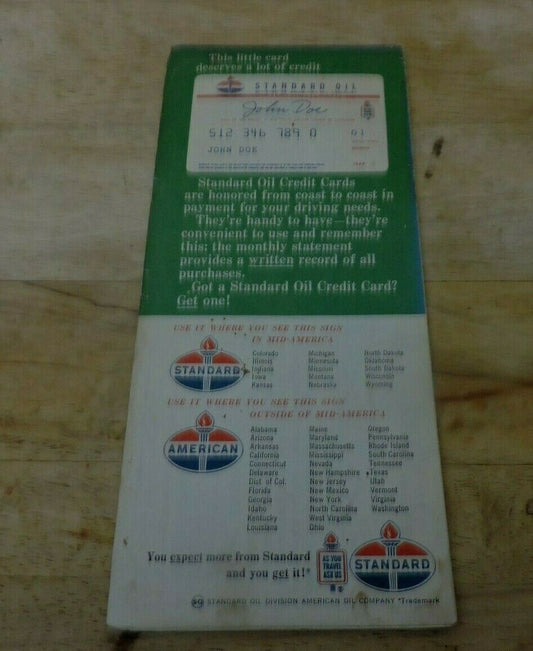 This little card
deserves a lot of credit
STANDARD OIL
John Doe
512 346 789 0
G1
JOHN DOE
Standard Oil Credit Cards
are honored from coast to coast in
payment for your driving needs.
They're handy to have—they're
convenient to use and remember
this: the monthly statement
provides a written record of all
purchases.
Got a Standard Oil Credit Card?
Get one!
USE IT WHERE YOU SEE THIS SIGN
IN MID-AMERICA
STANDARD
Colorado Michigan North Dakota
Illinois Minnesota Oklahoma
Indiana Missouri South Dakota
Iowa Montana Wisconsin
Kansas Nebraska Wyoming
USE IT WHERE YOU SEE THIS SIGN
OUTSIDE OF MID-AMERICA
AMERICAN
Alabama Maine Oregon
Arizona Maryland Pennsylvania
Arkansas Massachusetts Rhode Island
California Mississippi South Carolina
Connecticut Nevada Tennessee
Delaware New Hampshire Texas
Dist. of Col. New Jersey Utah
Florida New Mexico Vermont
Georgia New York Virginia
Idaho North Carolina Washington
Kentucky West Virginia
Louisiana Ohio
You expect more from Standard
and you get it!*
AS YOU
TRAVEL
ASK US
STANDARD
STANDARD OIL DIVISION AMERICAN OIL COMPANY *Trademark